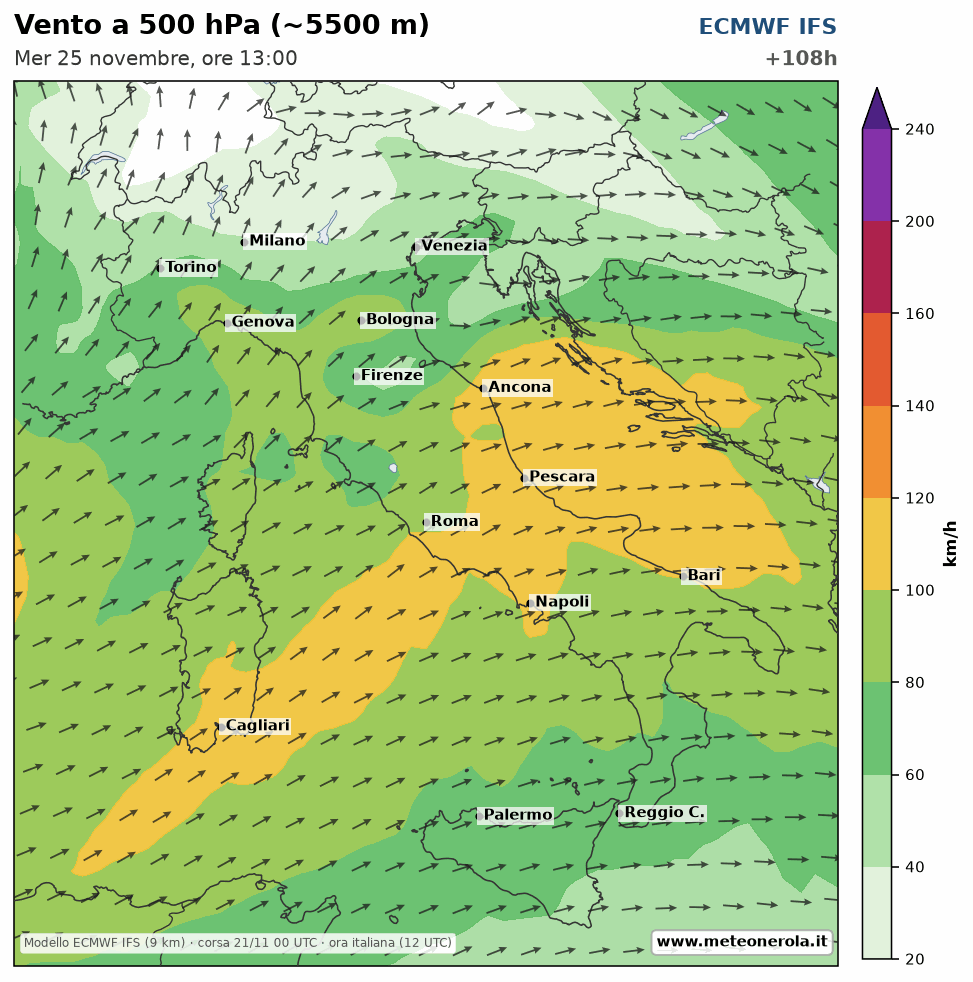 Vento a 500 hPa (~5500 m)
ECMWF IFS
Mer 25 novembre, ore 13:00
+108h
240
200
160
140
120
100
80
60
40
20
km/h
Milano
Venezia
Torino
Genova
Bologna
Firenze
Ancona
Pescara
Roma
Bari
Napoli
Cagliari
Palermo
Reggio C.
Modello ECMWF IFS (9 km) · corsa 21/11 00 UTC · ora italiana (12 UTC)
www.meteonerola.it